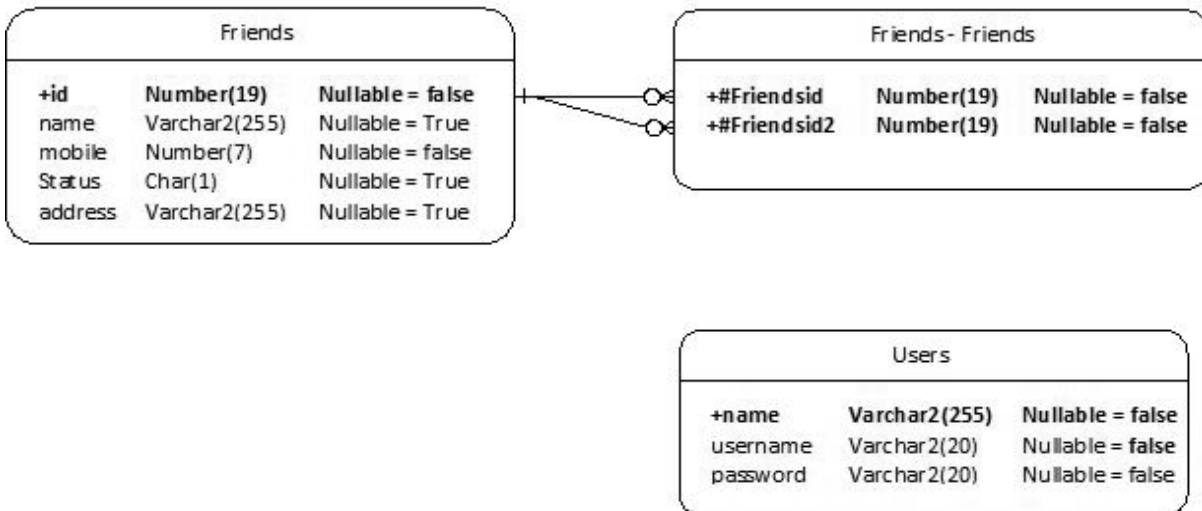 Friends
+id Number(19) Nullable = false
name Varchar2(255) Nullable = True
mobile Number(7) Nullable = false
Status Char(1) Nullable = True
address Varchar2(255) Nullable = True
Friends - Friends
+#Friendsid Number(19) Nullable = false
+#Friendsid2 Number(19) Nullable = false
Users
+name Varchar2(255) Nullable = false
username Varchar2(20) Nullable = false
password Varchar2(20) Nullable = false